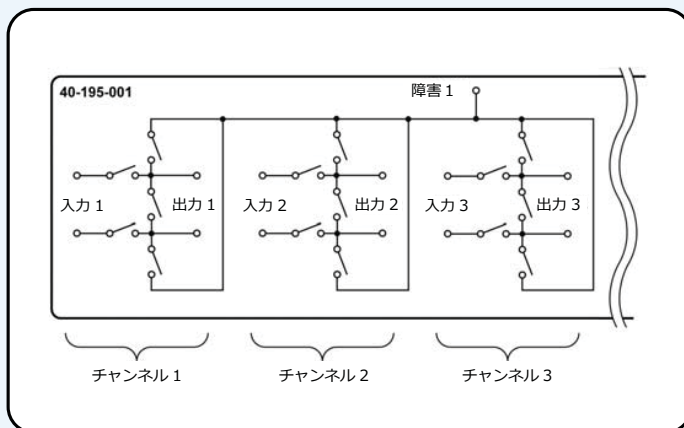 40-195-001
障害 1
入力 1
出力 1
入力 2
出力 2
入力 3
出力 3
チャンネル 1
チャンネル 2
チャンネル 3